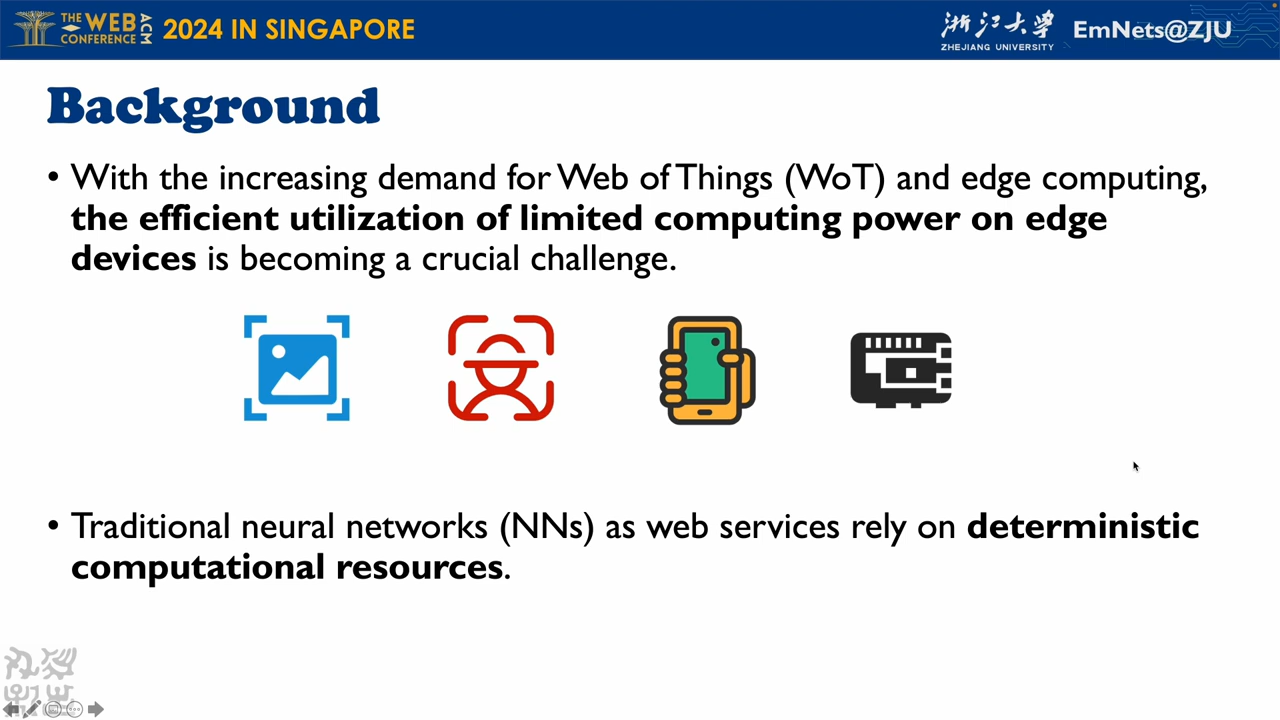 THE WEB CONFERENCE ACM 2024 IN SINGAPORE
浙江大学 ZHEJIANG UNIVERSITY EmNets@ZJU
Background
• With the increasing demand for Web of Things (WoT) and edge computing,
the efficient utilization of limited computing power on edge
devices is becoming a crucial challenge.
• Traditional neural networks (NNs) as web services rely on deterministic
computational resources.